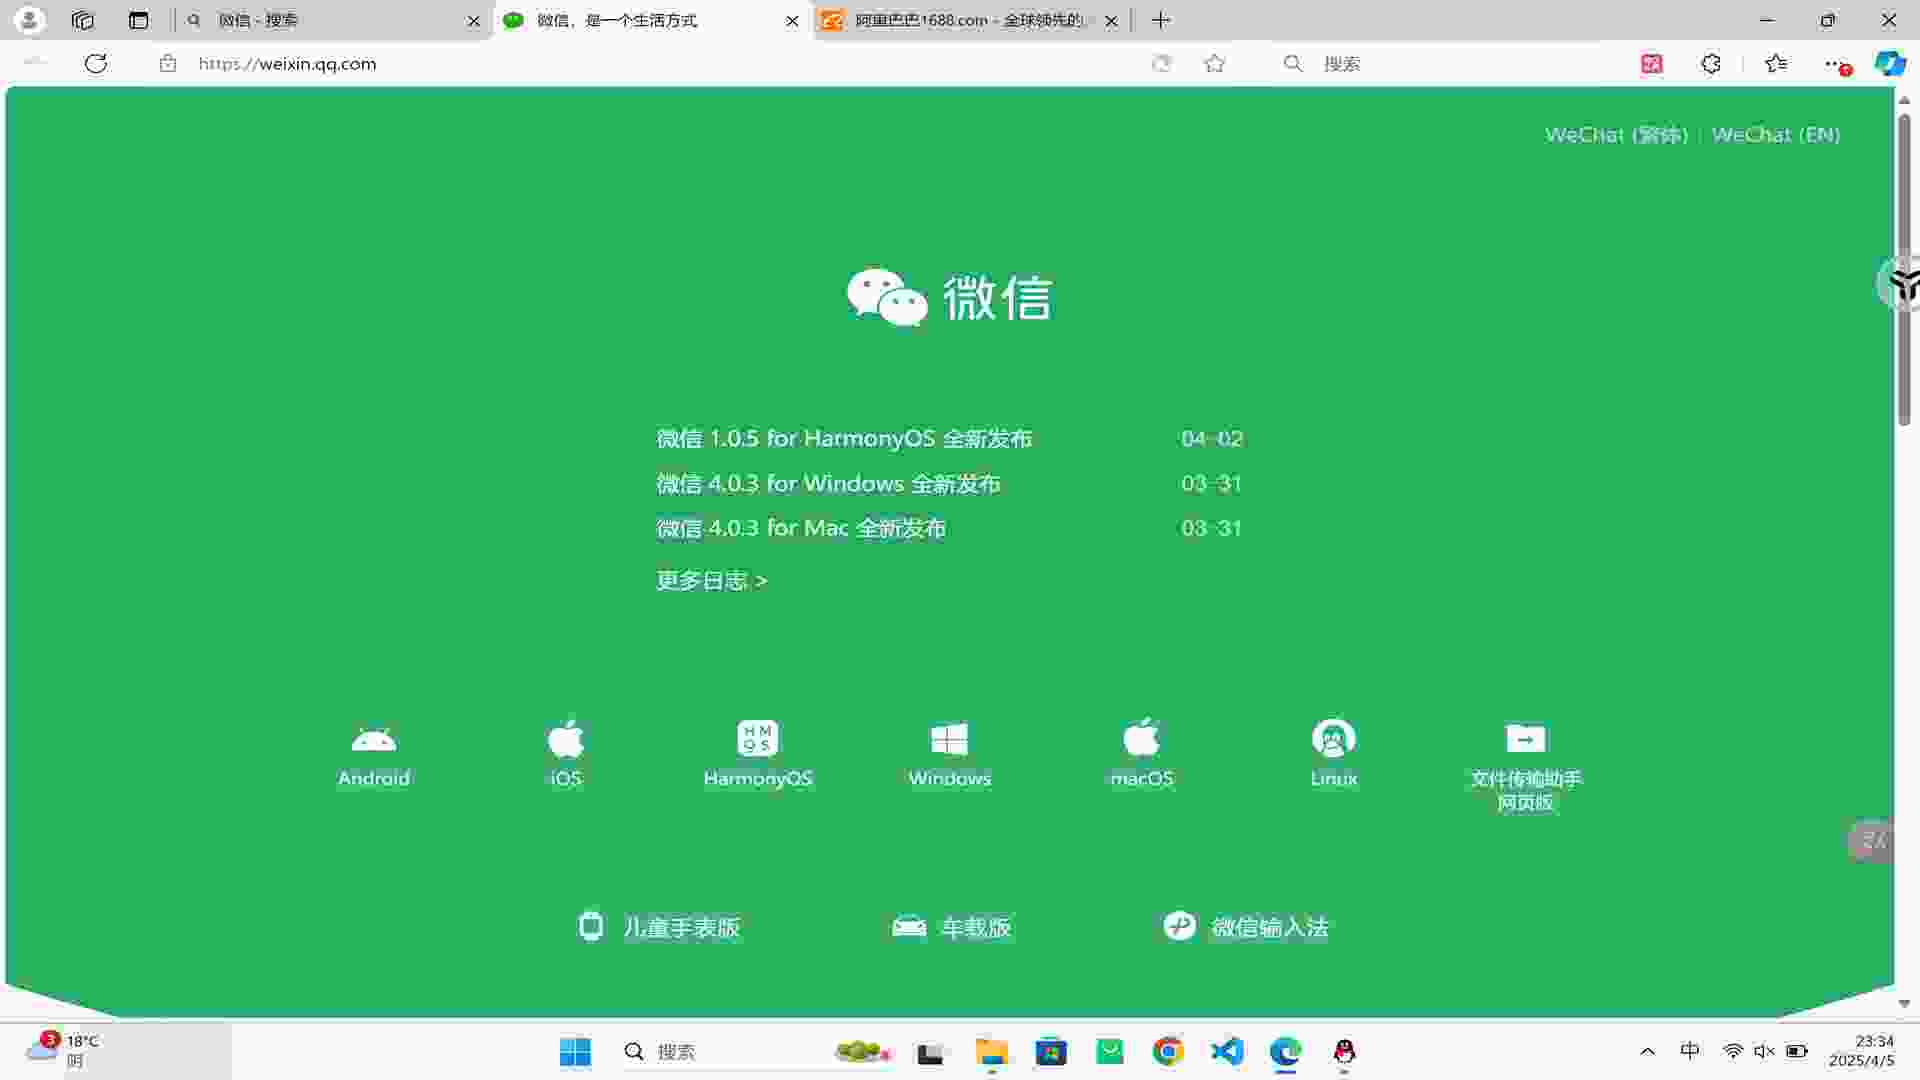 微信 - 搜索
微信，是一个生活方式
阿里巴巴1688.com - 全球领先的
https://weixin.qq.com
搜索
WeChat (繁体) | WeChat (EN)
微信
微信 1.0.5 for HarmonyOS 全新发布 04-02
微信 4.0.3 for Windows 全新发布 03-31
微信 4.0.3 for Mac 全新发布 03-31
更多日志 >
HM
OS
Android
iOS
HarmonyOS
Windows
macOS
Linux
文件传输助手
网页版
儿童手表版
车载版
微信输入法
3
18°C
阴
搜索
中
23:34
2025/4/5